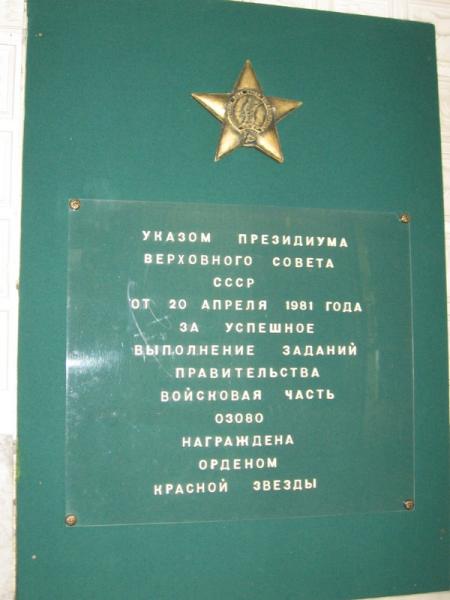 УКАЗОМ ПРЕЗИДИУМА
ВЕРХОВНОГО СОВЕТА
СССР
ОТ 20 АПРЕЛЯ 1981 ГОДА
ЗА УСПЕШНОЕ
ВЫПОЛНЕНИЕ ЗАДАНИЙ
ПРАВИТЕЛЬСТВА
ВОЙСКОВАЯ ЧАСТЬ
03080
НАГРАЖДЕНА
ОРДЕНОМ
КРАСНОЙ ЗВЕЗДЫ